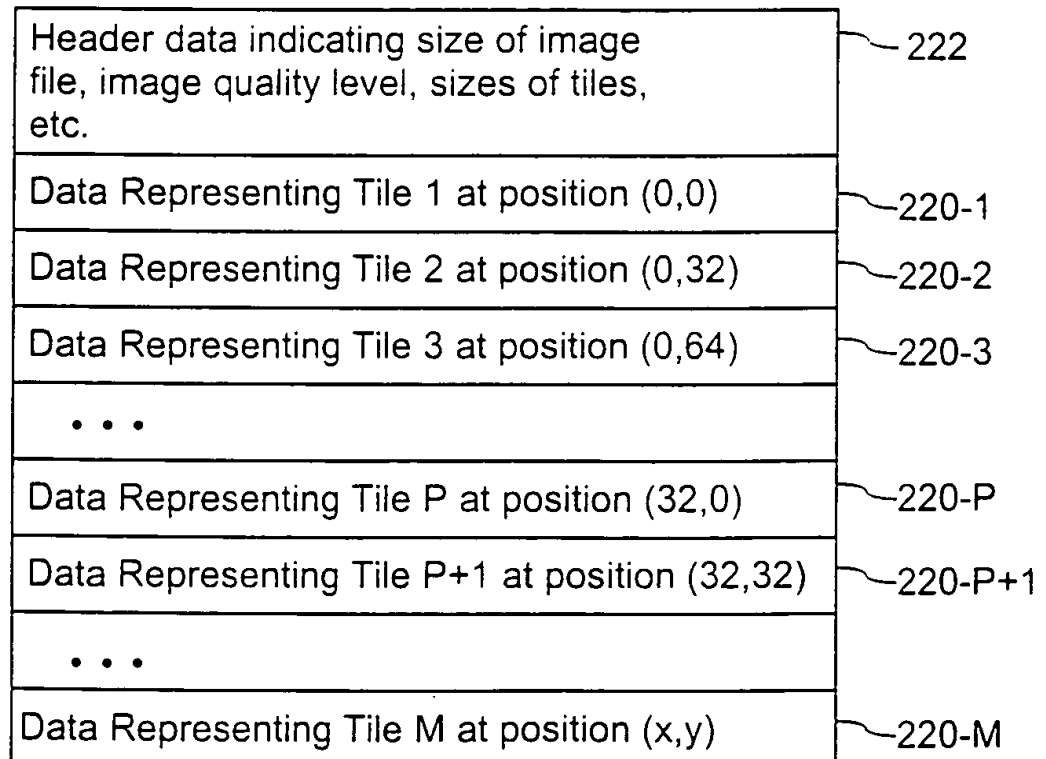 Header data indicating size of image
file, image quality level, sizes of tiles,
etc.
222
Data Representing Tile 1 at position (0,0)
220-1
Data Representing Tile 2 at position (0,32)
220-2
Data Representing Tile 3 at position (0,64)
220-3
• • •
Data Representing Tile P at position (32,0)
220-P
Data Representing Tile P+1 at position (32,32)
220-P+1
• • •
Data Representing Tile M at position (x,y)
220-M